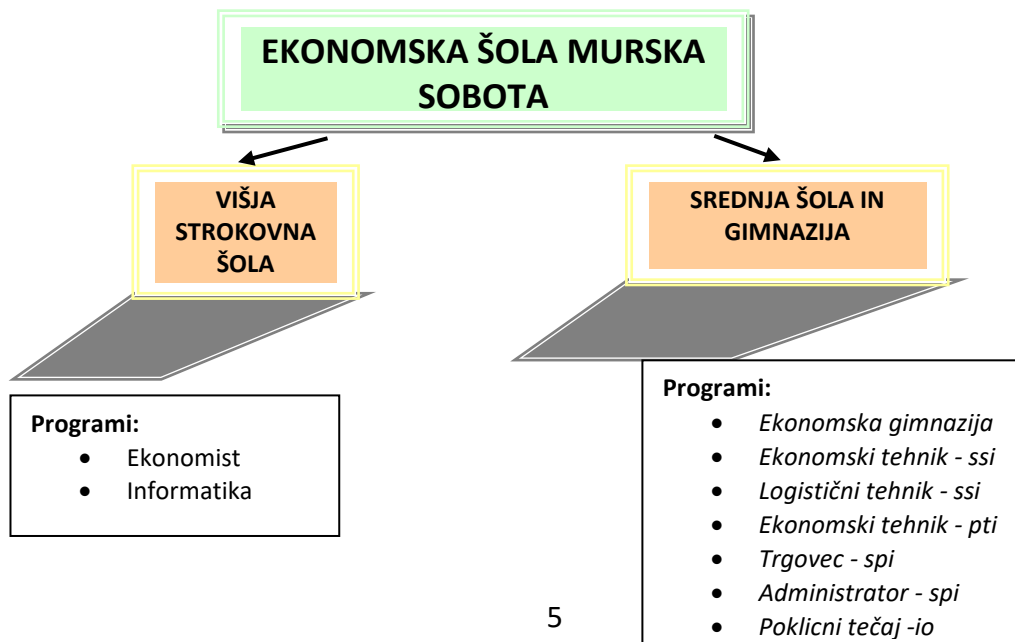 EKONOMSKA ŠOLA MURSKA
SOBOTA
VIŠJA
STROKOVNA
ŠOLA
SREDNJA ŠOLA IN
GIMNAZIJA
Programi:
• Ekonomist
• Informatika
Programi:
• Ekonomska gimnazija
• Ekonomski tehnik - ssi
• Logistični tehnik - ssi
• Ekonomski tehnik - pti
• Trgovec - spi
• Administrator - spi
• Poklicni tečaj -io
5